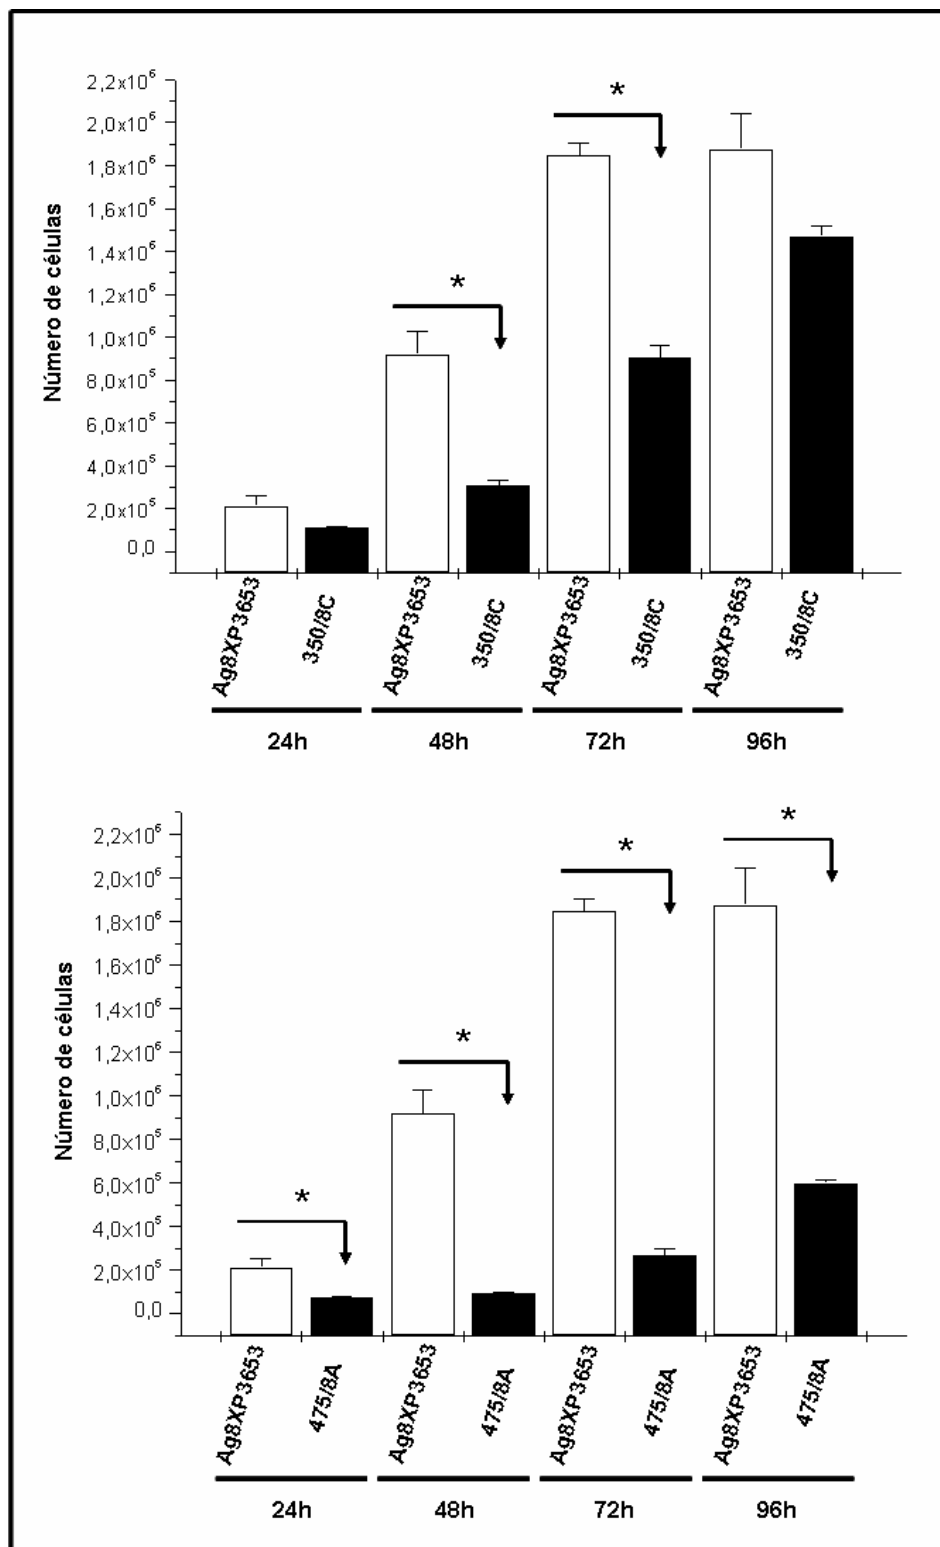 Número de células
2,2x10⁶
2,0x10⁶
1,8x10⁶
1,6x10⁶
1,4x10⁶
1,2x10⁶
1,0x10⁶
8,0x10⁵
6,0x10⁵
4,0x10⁵
2,0x10⁵
0,0
*
*
Ag8XP3653
350/8C
Ag8XP3653
350/8C
Ag8XP3653
350/8C
Ag8XP3653
350/8C
24h
48h
72h
96h
Número de células
2,2x10⁶
2,0x10⁶
1,8x10⁶
1,6x10⁶
1,4x10⁶
1,2x10⁶
1,0x10⁶
8,0x10⁵
6,0x10⁵
4,0x10⁵
2,0x10⁵
0,0
*
*
*
*
Ag8XP3653
475/8A
Ag8XP3653
475/8A
Ag8XP3653
475/8A
Ag8XP3653
475/8A
24h
48h
72h
96h